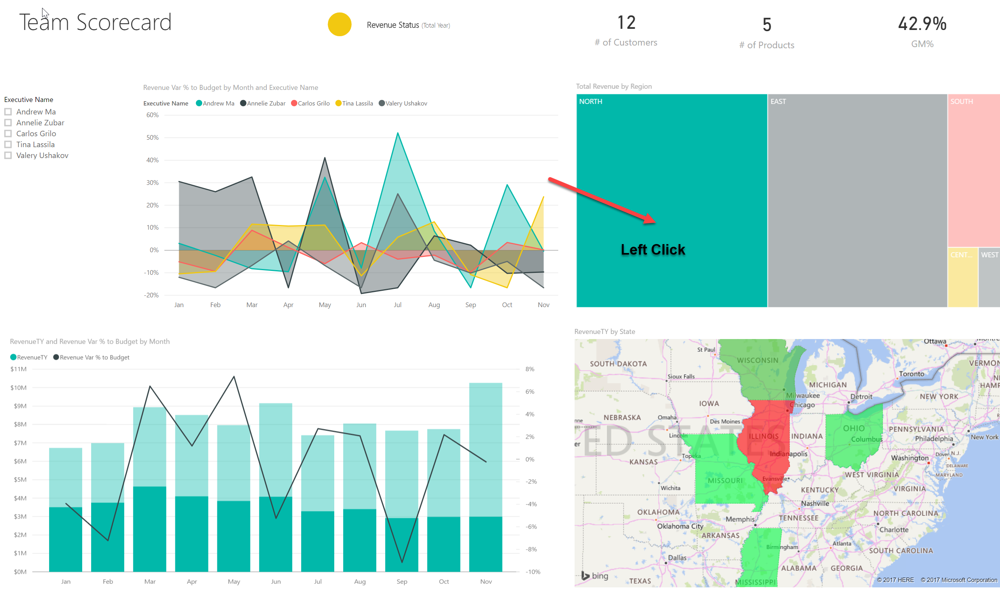 Team Scorecard
Revenue Status (Total Year)
12
# of Customers
5
# of Products
42.9%
GM%
Executive Name
Andrew Ma
Annelie Zubar
Carlos Grilo
Tina Lassila
Valery Ushakov
Revenue Var % to Budget by Month and Executive Name
Executive Name Andrew Ma Annelie Zubar Carlos Grilo Tina Lassila Valery Ushakov
60%
50%
40%
30%
20%
10%
0%
-10%
-20%
Jan Feb Mar Apr May Jun Jul Aug Sep Oct Nov
Total Revenue by Region
NORTH
EAST
SOUTH
CENT...
WEST
Left Click
RevenueTY and Revenue Var % to Budget by Month
RevenueTY Revenue Var % to Budget
$11M
$10M
$9M
$8M
$7M
$6M
$5M
$4M
$3M
$2M
$1M
$0M
8%
6%
4%
2%
0%
-2%
-4%
-6%
-8%
-10%
Jan Feb Mar Apr May Jun Jul Aug Sep Oct Nov
RevenueTY by State
Ottawa
St Paul
WISCONSIN
SOUTH DAKOTA
VERMON
Toronto
Sioux Falls
MICHIGAN
HAMP
Milwaukee
Detroit
NEW YORK
IOWA
Chicago
NEBRASKA
Omaha
Des Moines
ED STATES
OHIO
PENNSYLVANIA
Lincoln
ILLINOIS
INDIANA
Columbus
Philadelphia
New York
er
Topeka
Indianapolis
Washington
Dover
N.J.
KANSAS
DELAWARE
MISSOURI
Evansville
WEST VIRGINIA
MARYLAND
Wichita
KENTUCKY
VIRGINIA
Nashville
OKLAHOMA
NORTH CAROLINA
Memphis
TENNESSEE
Oklahoma City
Charlotte
ARKANSAS
Birmingham
Atlanta
SOUTH CAROLINA
Dallas
ALABAMA
GEORGIA
bing
TEXAS
MISSISSIPPI
© 2017 HERE © 2017 Microsoft Corporation